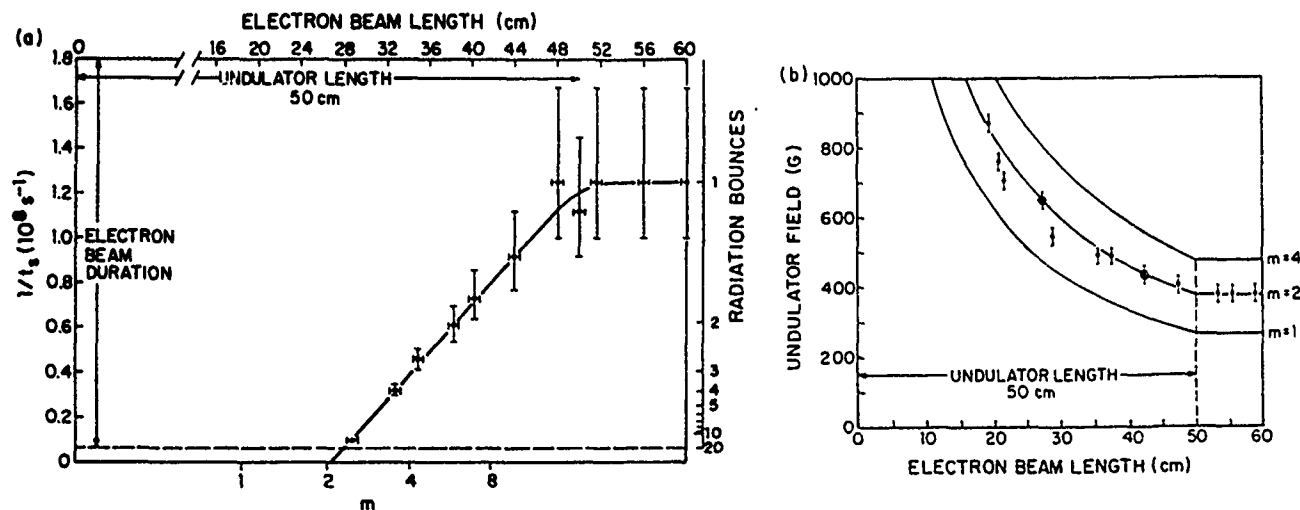 (a)
ELECTRON BEAM LENGTH (cm)
0 16 20 24 28 32 36 40 44 48 52 56 60
UNDULATOR LENGTH
50 cm
1.8
1.6
1.4
1.2
1.0
0.8
0.6
0.4
0.2
0
1/ts (10⁸ s⁻¹)
ELECTRON
BEAM
DURATION
1 2 4 8
m
RADIATION BOUNCES
1
2
3
4
5
10
20
(b)
1000
800
600
400
200
0
UNDULATOR FIELD (G)
m=4
m=2
m=1
UNDULATOR LENGTH
50 cm
0 10 20 30 40 50 60
ELECTRON BEAM LENGTH (cm)